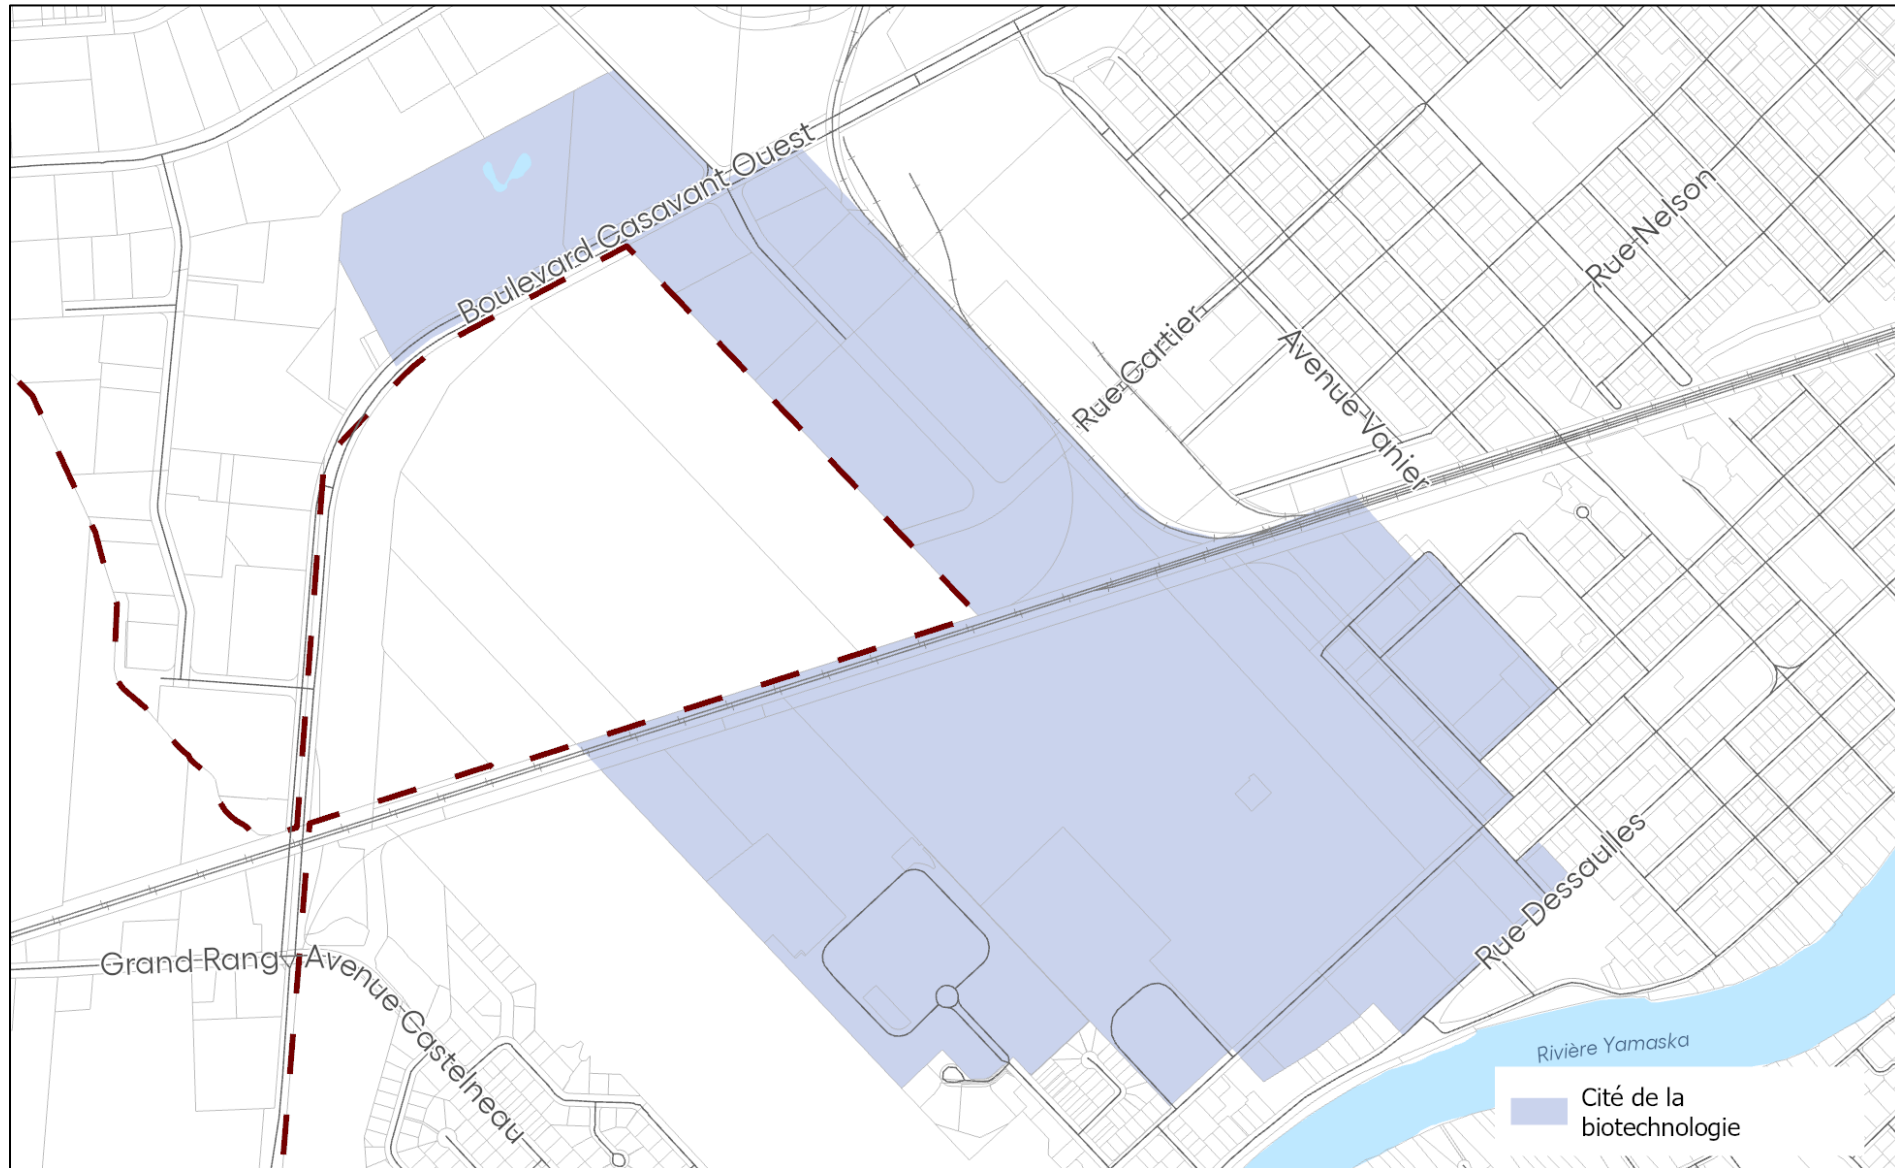 Boulevard Casavant Ouest
Rue Nelson
Rue Cartier
Avenue Vanier
Rue Dessaulles
Grand Rang
Avenue Castelneau
Rivière Yamaska
Cité de la
biotechnologie